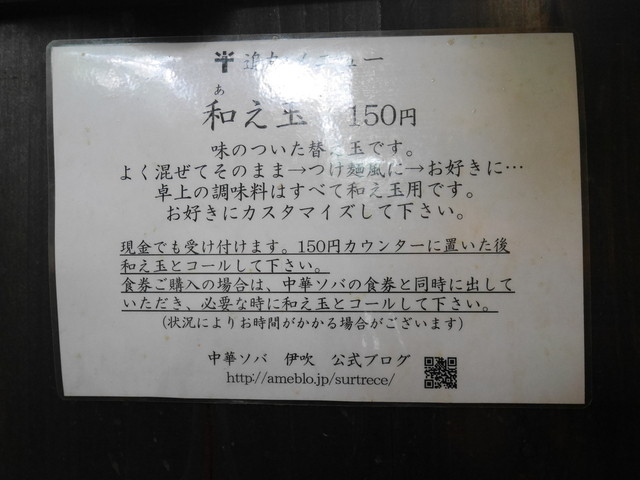 追加メニュー
あ
和え玉 150円
味のついた替え玉です。
よく混ぜてそのまま→つけ麺風に→お好きに…
卓上の調味料はすべて和え玉用です。
お好きにカスタマイズして下さい。
現金でも受け付けます。150円カウンターに置いた後
和え玉とコールして下さい。
食券ご購入の場合は、中華ソバの食券と同時に出して
いただき、必要な時に和え玉とコールして下さい。
(状況によりお時間がかかる場合がございます)
中華ソバ 伊吹 公式ブログ
http://ameblo.jp/surtrece/